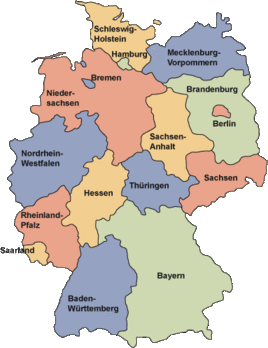 Schleswig-
Holstein
Hamburg
Mecklenburg-
Vorpommern
Bremen
Brandenburg
Nieder-
sachsen
Berlin
Sachsen-
Anhalt
Nordrhein-
Westfalen
Sachsen
Thüringen
Hessen
Rheinland-
Pfalz
Saarland
Bayern
Baden-
Württemberg